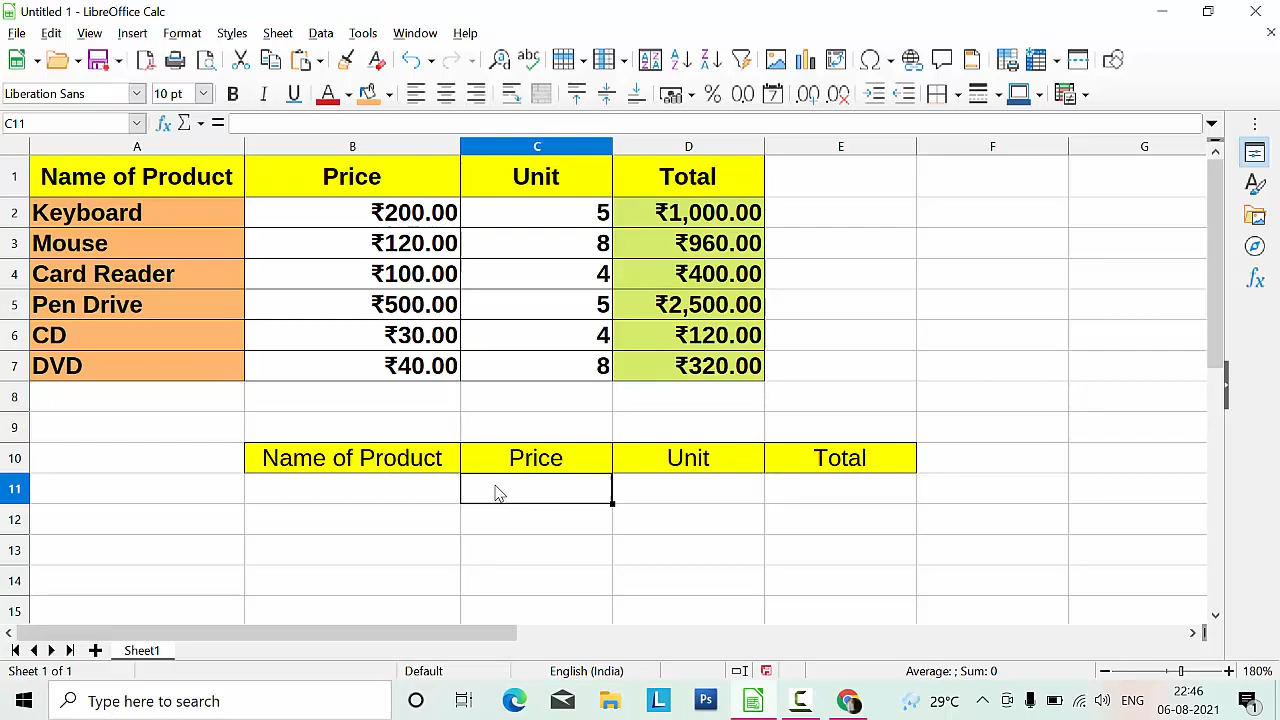 Untitled 1 - LibreOffice Calc
File Edit View Insert Format Styles Sheet Data Tools Window Help
Liberation Sans 10 pt
C11
A B C D E F G
1 Name of Product Price Unit Total
2 Keyboard ₹200.00 5 ₹1,000.00
3 Mouse ₹120.00 8 ₹960.00
4 Card Reader ₹100.00 4 ₹400.00
5 Pen Drive ₹500.00 5 ₹2,500.00
6 CD ₹30.00 4 ₹120.00
7 DVD ₹40.00 8 ₹320.00
8
9
10 Name of Product Price Unit Total
11
12
13
14
15
Sheet1
Sheet 1 of 1 Default English (India) Average: ; Sum: 0 180%
Type here to search 29°C ENG 22:46
06-08-2021